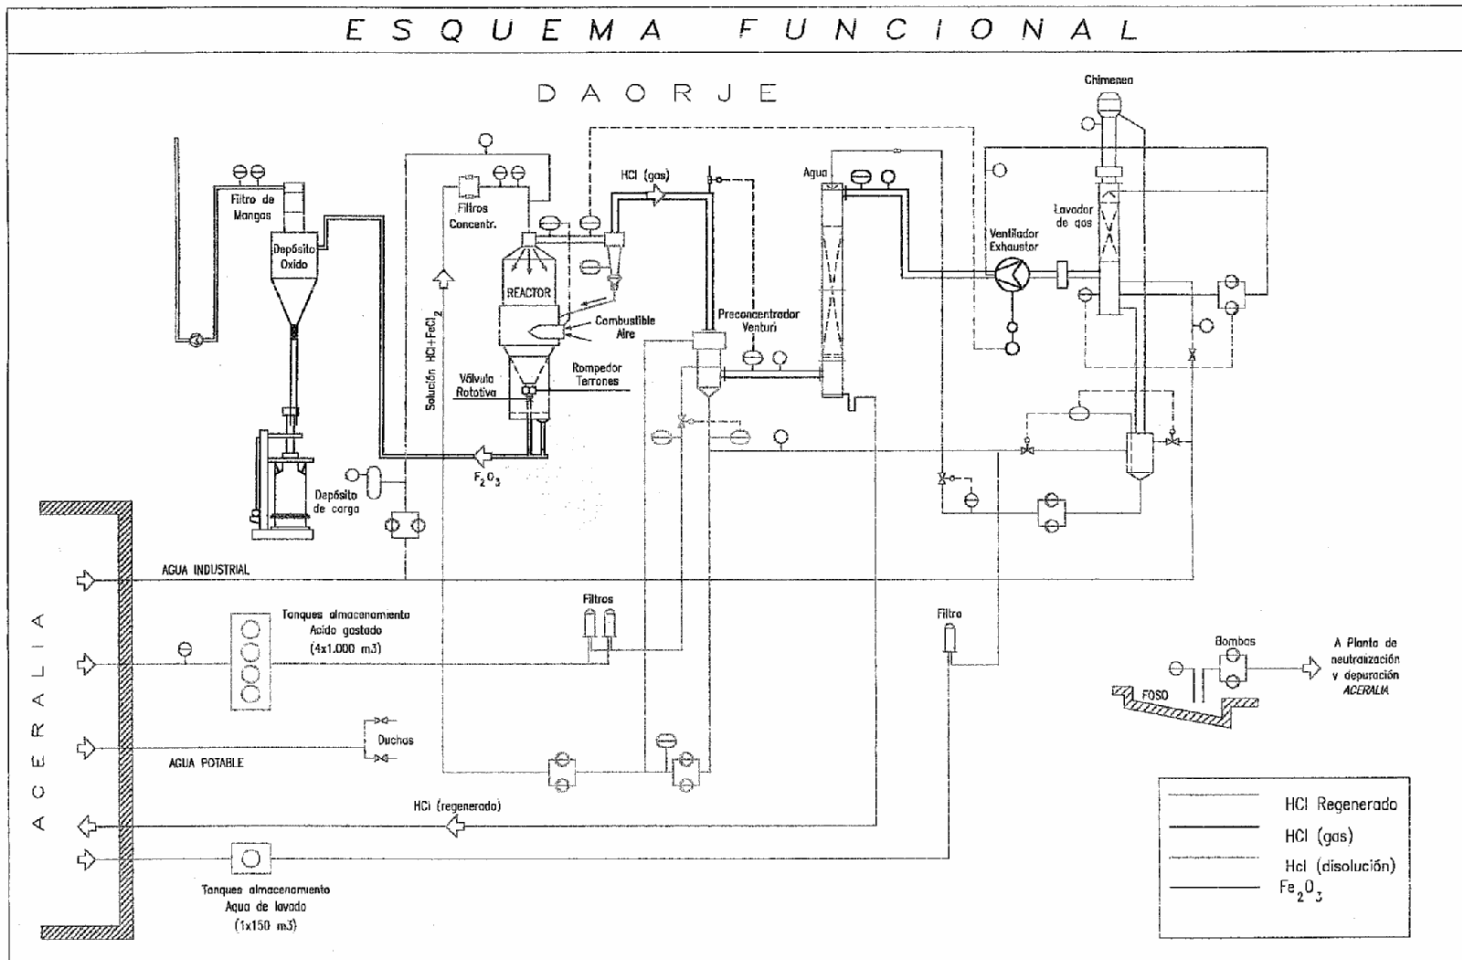 ESQUEMA FUNCIONAL
DAORJE
Chimenea
HCl (gas)
Agua
Filtro de
Mangas
Filtros
Concentr.
Lavador
de gas
Ventilador
Exhaustor
Depósito
Oxido
REACTOR
Combustible
Aire
Preconcentrador
Venturi
Solución HCl+FeCl2
Válvula
Rotativa
Rompedor
Terrones
F2O3
Depósito
de carga
ACERALIA
AGUA INDUSTRIAL
Tanques almacenamiento
Acido gastado
(4x1.000 m3)
Filtros
Filtro
Bombas
A Planta de
neutralización
y depuración
ACERALIA
FOSO
Duchas
AGUA POTABLE
HCl (regenerado)
Tanques almacenamiento
Agua de lavado
(1x150 m3)
HCl Regenerado
HCl (gas)
Hcl (disolución)
Fe2O3